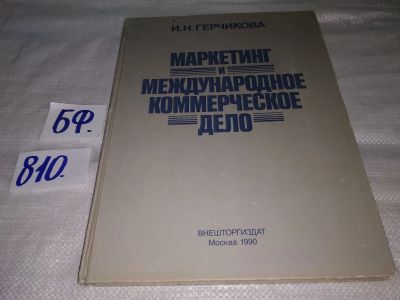 И.Н.ГЕРЧИКОВА
МАРКЕТИНГ
И
МЕЖДУНАРОДНОЕ
КОММЕРЧЕСКОЕ
ДЕЛО
ВНЕШТОРГИЗДАТ
Москва 1990
БФ.
810.